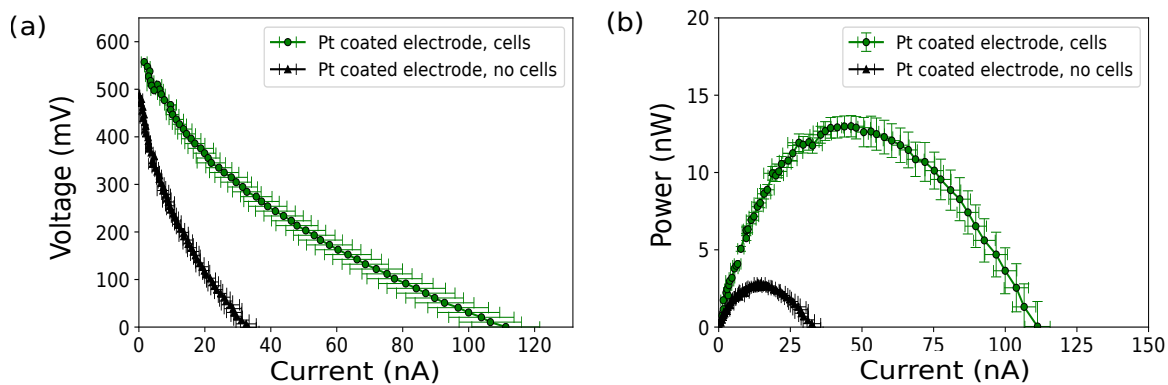 (a)
600
500
400
300
200
100
0
Voltage (mV)
0 20 40 60 80 100 120
Current (nA)
Pt coated electrode, cells
Pt coated electrode, no cells
(b)
20
15
10
5
0
Power (nW)
0 25 50 75 100 125 150
Current (nA)
Pt coated electrode, cells
Pt coated electrode, no cells